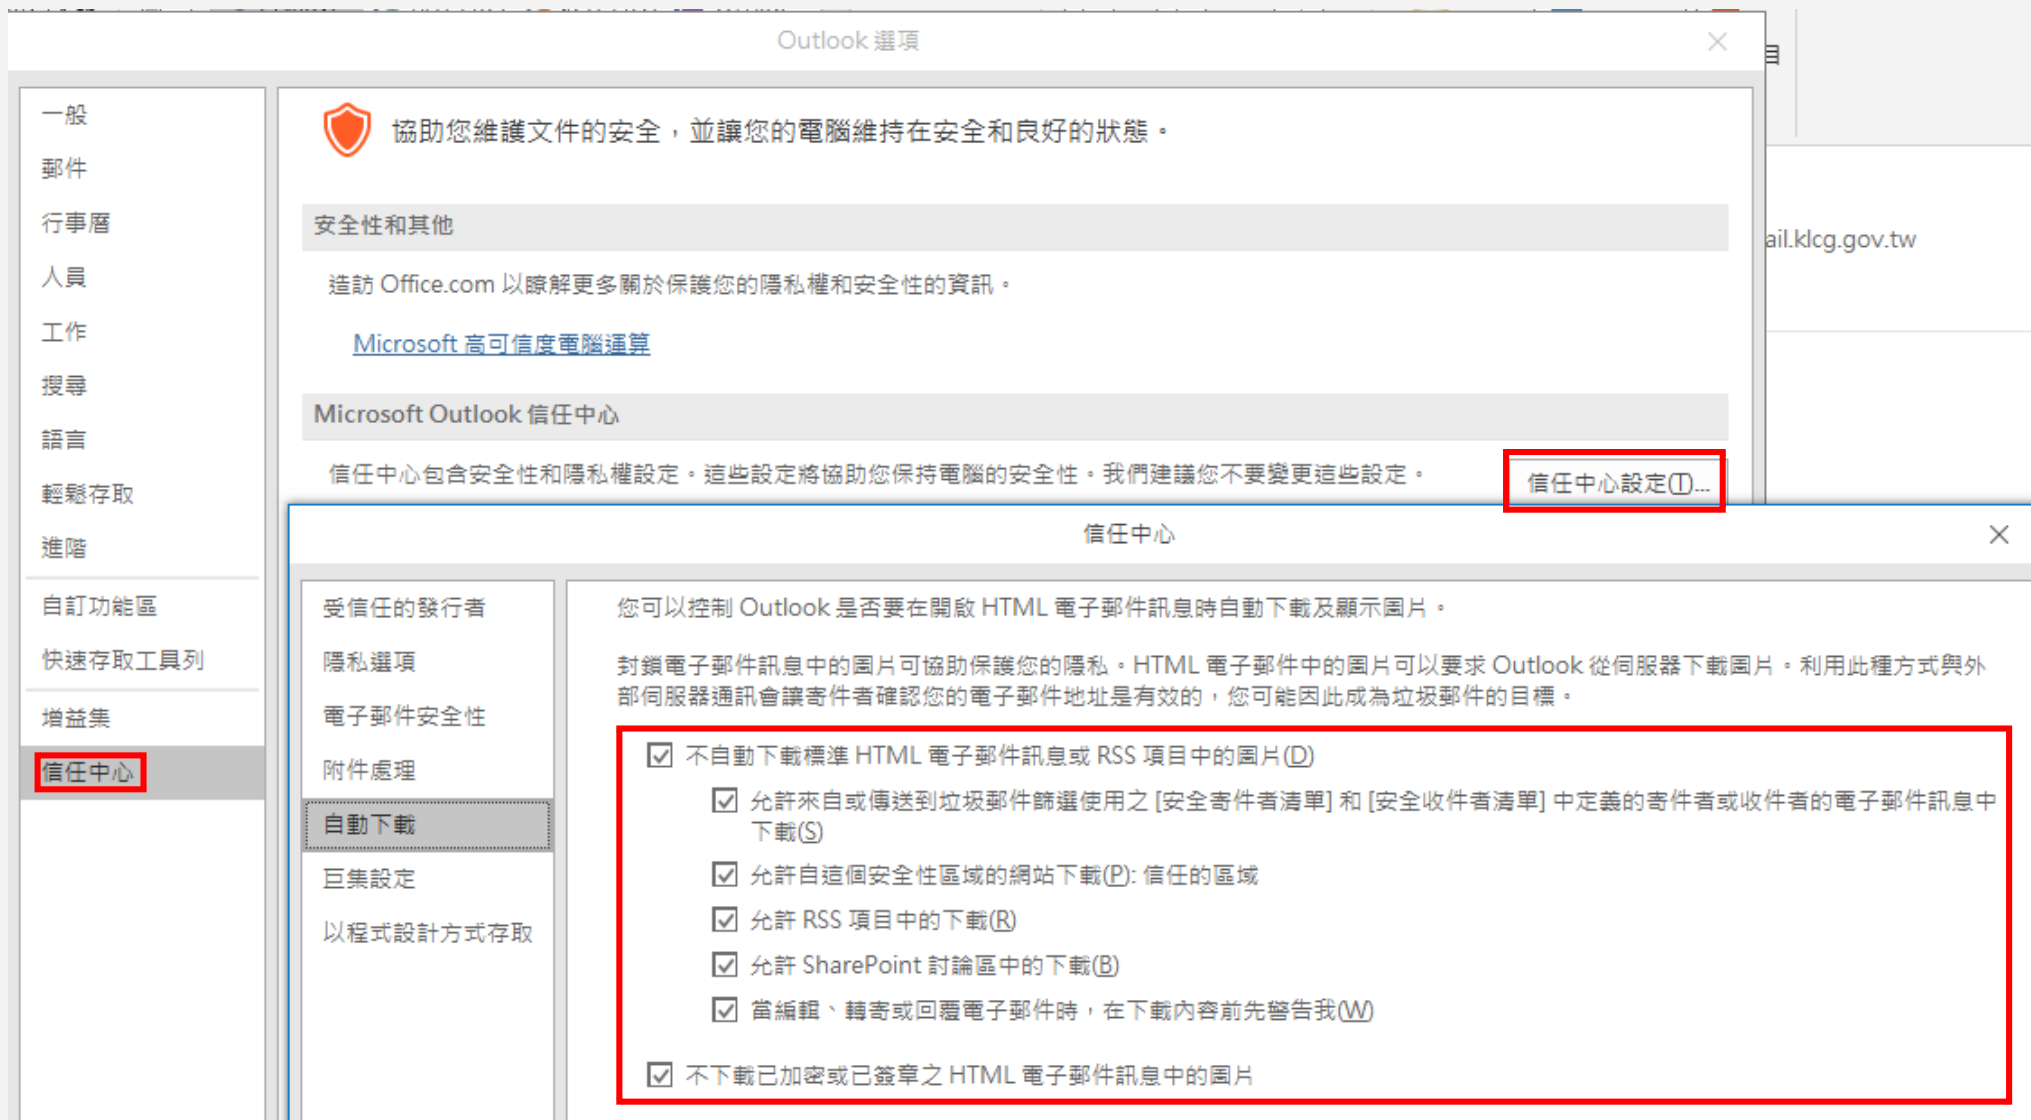 Outlook 選項
目
一般
郵件
行事曆
人員
工作
搜尋
語言
輕鬆存取
進階
自訂功能區
快速存取工具列
增益集
信任中心
協助您維護文件的安全，並讓您的電腦維持在安全和良好的狀態。
安全性和其他
造訪 Office.com 以瞭解更多關於保護您的隱私權和安全性的資訊。
Microsoft 高可信度電腦運算
Microsoft Outlook 信任中心
信任中心包含安全性和隱私權設定。這些設定將協助您保持電腦的安全性。我們建議您不要變更這些設定。
信任中心設定(T)...
ail.klcg.gov.tw
信任中心
受信任的發行者
隱私選項
電子郵件安全性
附件處理
自動下載
巨集設定
以程式設計方式存取
您可以控制 Outlook 是否要在開啟 HTML 電子郵件訊息時自動下載及顯示圖片。
封鎖電子郵件訊息中的圖片可協助保護您的隱私。HTML 電子郵件中的圖片可以要求 Outlook 從伺服器下載圖片。利用此種方式與外
部伺服器通訊會讓寄件者確認您的電子郵件地址是有效的，您可能因此成為垃圾郵件的目標。
不自動下載標準 HTML 電子郵件訊息或 RSS 項目中的圖片(D)
允許來自或傳送到垃圾郵件篩選使用之 [安全寄件者清單] 和 [安全收件者清單] 中定義的寄件者或收件者的電子郵件訊息中
下載(S)
允許自這個安全性區域的網站下載(P): 信任的區域
允許 RSS 項目中的下載(R)
允許 SharePoint 討論區中的下載(B)
當編輯、轉寄或回覆電子郵件時，在下載內容前先警告我(W)
不下載已加密或已簽章之 HTML 電子郵件訊息中的圖片